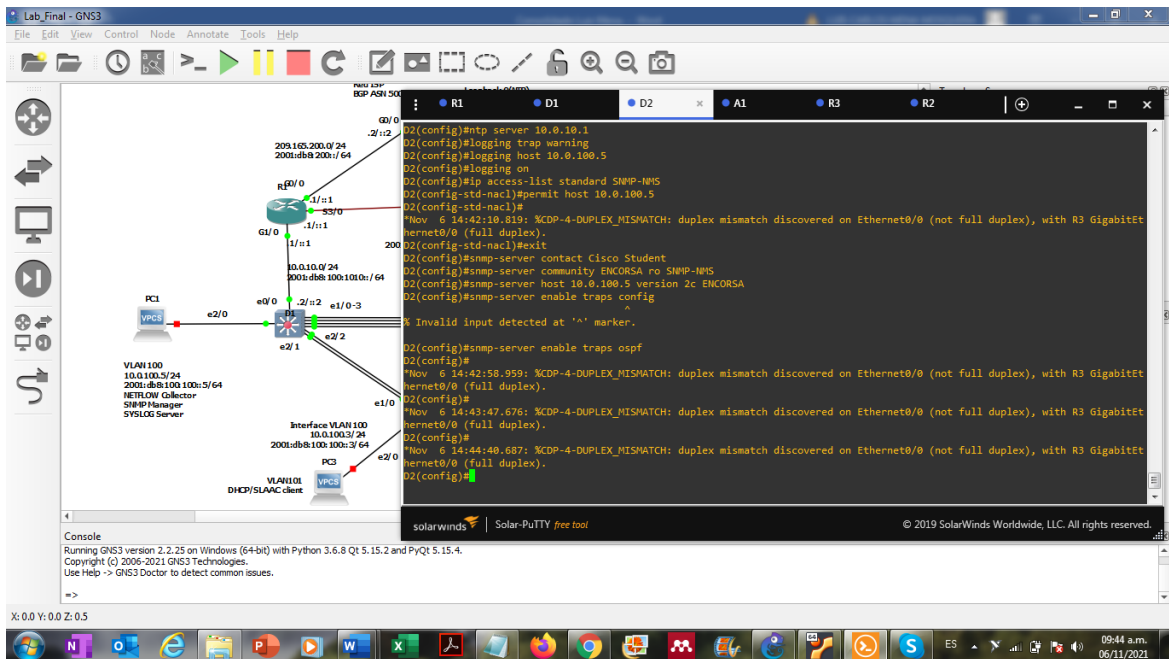 Lab_Final - GNS3
File Edit View Control Node Annotate Tools Help
BGP ASN 500
G0/0
.2/::2
209.165.200.0/24
2001:db8:200::/64
R1
G0/0
.1/::1
S3/0
G1/0
.1/::1
.1/::1
200
10.0.10.0/24
2001:db8:100:1010::/64
PC1
VPCS
e2/0
e0/0
.2/::2
e1/0-3
D1
e2/2
e2/1
VLAN100
10.0.100.5/24
2001:db8:100:100::5/64
NETFLOW Collector
SNMP Manager
SYSLOG Server
e1/0
Interface VLAN 100
10.0.100.3/24
2001:db8:100:100::3/64
PC3
e2/0
VPCS
VLAN101
DHCP/SLAAC client
R1 D1 D2 A1 R3 R2
D2(config)#ntp server 10.0.10.1
D2(config)#logging trap warning
D2(config)#logging host 10.0.100.5
D2(config)#logging on
D2(config)#ip access-list standard SNMP-NMS
D2(config-std-nacl)#permit host 10.0.100.5
D2(config-std-nacl)#
*Nov  6 14:42:10.819: %CDP-4-DUPLEX_MISMATCH: duplex mismatch discovered on Ethernet0/0 (not full duplex), with R3 GigabitEt
hernet0/0 (full duplex).
D2(config-std-nacl)#exit
D2(config)#snmp-server contact Cisco Student
D2(config)#snmp-server community ENCORSA ro SNMP-NMS
D2(config)#snmp-server host 10.0.100.5 version 2c ENCORSA
D2(config)#snmp-server enable traps config
^
% Invalid input detected at '^' marker.
D2(config)#snmp-server enable traps ospf
D2(config)#
*Nov  6 14:42:58.959: %CDP-4-DUPLEX_MISMATCH: duplex mismatch discovered on Ethernet0/0 (not full duplex), with R3 GigabitEt
hernet0/0 (full duplex).
D2(config)#
*Nov  6 14:43:47.676: %CDP-4-DUPLEX_MISMATCH: duplex mismatch discovered on Ethernet0/0 (not full duplex), with R3 GigabitEt
hernet0/0 (full duplex).
D2(config)#
*Nov  6 14:44:40.687: %CDP-4-DUPLEX_MISMATCH: duplex mismatch discovered on Ethernet0/0 (not full duplex), with R3 GigabitEt
hernet0/0 (full duplex).
D2(config)#
solarwinds Solar-PuTTY free tool © 2019 SolarWinds Worldwide, LLC. All rights reserved.
Console
Running GNS3 version 2.2.25 on Windows (64-bit) with Python 3.6.8 Qt 5.15.2 and PyQt 5.15.4.
Copyright (c) 2006-2021 GNS3 Technologies.
Use Help -> GNS3 Doctor to detect common issues.
=>
X: 0.0 Y: 0.0 Z: 0.5
ES
09:44 a.m.
06/11/2021